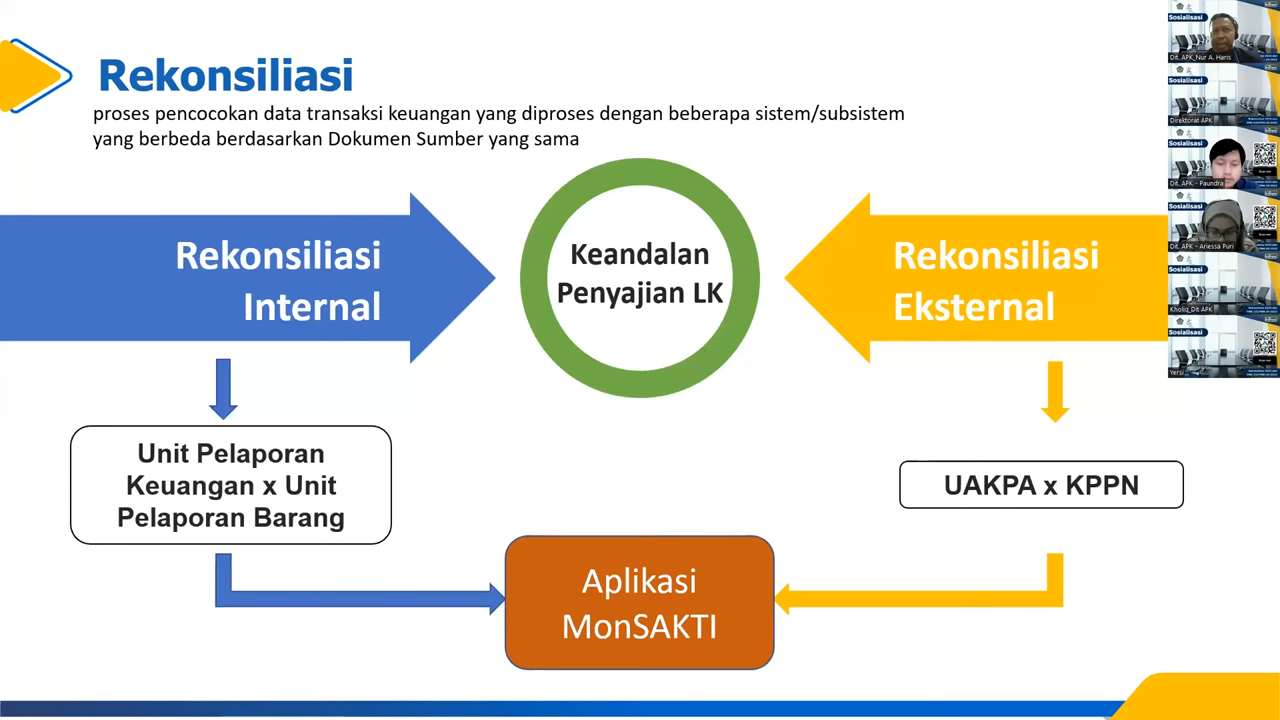 Rekonsiliasi
proses pencocokan data transaksi keuangan yang diproses dengan beberapa sistem/subsistem
yang berbeda berdasarkan Dokumen Sumber yang sama
Rekonsiliasi
Internal
Keandalan
Penyajian LK
Rekonsiliasi
Eksternal
Unit Pelaporan
Keuangan x Unit
Pelaporan Barang
UAKPA x KPPN
Aplikasi
MonSAKTI
Sosialisasi
Dit. APK_Nur A. Haris
Sosialisasi
Direktorat APK
Sosialisasi
Dit. APK - Paundra
Sosialisasi
Dit. APK - Ariessa Puri
Sosialisasi
Kholiq_Dit APK
Sosialisasi
Yersi